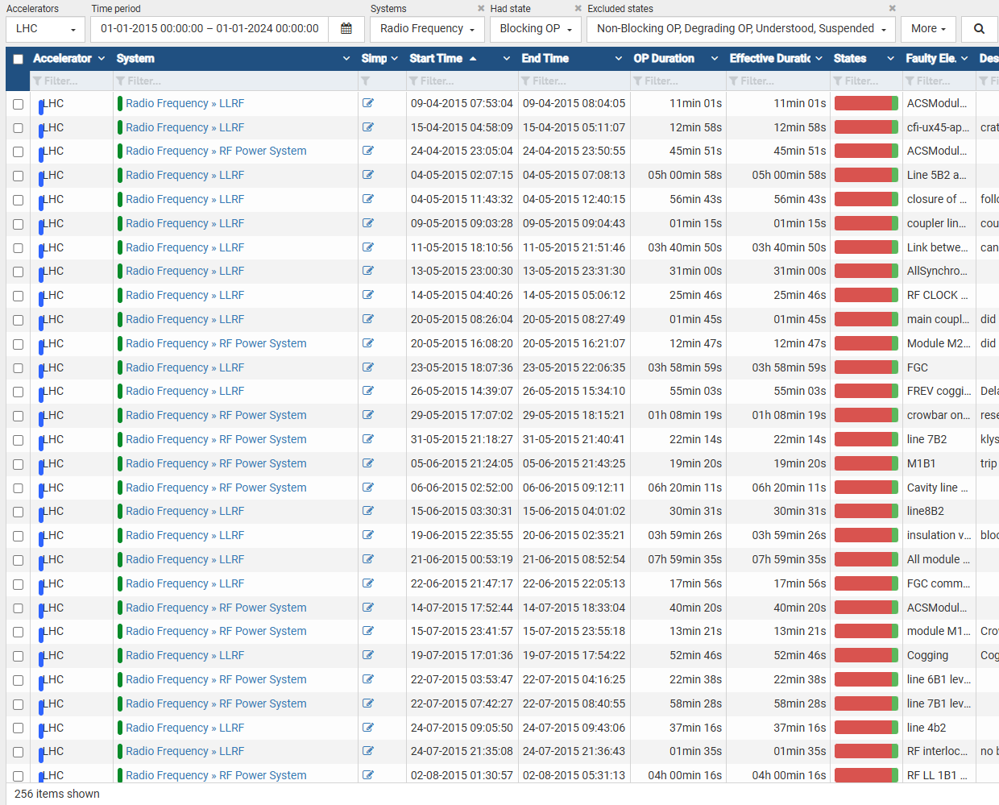 Accelerators Time period Systems Had state Excluded states
LHC 01-01-2015 00:00:00 – 01-01-2024 00:00:00 Radio Frequency Blocking OP Non-Blocking OP, Degrading OP, Understood, Suspended More
Accelerator System Simp Start Time End Time OP Duration Effective Duratic States Faulty Ele. Des
Filter... Filter... Filter... Filter... Filter... Filter... Filter... Filter... Fi
LHC Radio Frequency » LLRF 09-04-2015 07:53:04 09-04-2015 08:04:05 11min 01s 11min 01s ACSModul...
LHC Radio Frequency » LLRF 15-04-2015 04:58:09 15-04-2015 05:11:07 12min 58s 12min 58s cfi-ux45-ap... crat
LHC Radio Frequency » RF Power System 24-04-2015 23:05:04 24-04-2015 23:50:55 45min 51s 45min 51s ACSModul...
LHC Radio Frequency » LLRF 04-05-2015 02:07:15 04-05-2015 07:08:13 05h 00min 58s 05h 00min 58s Line 5B2 a...
LHC Radio Frequency » LLRF 04-05-2015 11:43:32 04-05-2015 12:40:15 56min 43s 56min 43s closure of ... follo
LHC Radio Frequency » LLRF 09-05-2015 09:03:28 09-05-2015 09:04:43 01min 15s 01min 15s coupler lin... cou
LHC Radio Frequency » LLRF 11-05-2015 18:10:56 11-05-2015 21:51:46 03h 40min 50s 03h 40min 50s Link betwe... can
LHC Radio Frequency » LLRF 13-05-2015 23:00:30 13-05-2015 23:31:30 31min 00s 31min 00s AllSynchro...
LHC Radio Frequency » LLRF 14-05-2015 04:40:26 14-05-2015 05:06:12 25min 46s 25min 46s RF CLOCK ...
LHC Radio Frequency » LLRF 20-05-2015 08:26:04 20-05-2015 08:27:49 01min 45s 01min 45s main coupl... did
LHC Radio Frequency » RF Power System 20-05-2015 16:08:20 20-05-2015 16:21:07 12min 47s 12min 47s Module M2... did
LHC Radio Frequency » LLRF 23-05-2015 18:07:36 23-05-2015 22:06:35 03h 58min 59s 03h 58min 59s FGC
LHC Radio Frequency » LLRF 26-05-2015 14:39:07 26-05-2015 15:34:10 55min 03s 55min 03s FREV coggi... Dela
LHC Radio Frequency » RF Power System 29-05-2015 17:07:02 29-05-2015 18:15:21 01h 08min 19s 01h 08min 19s crowbar on... rese
LHC Radio Frequency » RF Power System 31-05-2015 21:18:27 31-05-2015 21:40:41 22min 14s 22min 14s line 7B2 klys
LHC Radio Frequency » RF Power System 05-06-2015 21:24:05 05-06-2015 21:43:25 19min 20s 19min 20s M1B1 trip
LHC Radio Frequency » RF Power System 06-06-2015 02:52:00 06-06-2015 09:12:11 06h 20min 11s 06h 20min 11s Cavity line ...
LHC Radio Frequency » LLRF 15-06-2015 03:30:31 15-06-2015 04:01:02 30min 31s 30min 31s line8B2
LHC Radio Frequency » LLRF 19-06-2015 22:35:55 20-06-2015 02:35:21 03h 59min 26s 03h 59min 26s insulation v... bloc
LHC Radio Frequency » LLRF 21-06-2015 00:53:19 21-06-2015 08:52:54 07h 59min 35s 07h 59min 35s All module ...
LHC Radio Frequency » LLRF 22-06-2015 21:47:17 22-06-2015 22:05:13 17min 56s 17min 56s FGC comm...
LHC Radio Frequency » RF Power System 14-07-2015 17:52:44 14-07-2015 18:33:04 40min 20s 40min 20s ACSModul...
LHC Radio Frequency » RF Power System 15-07-2015 23:41:57 15-07-2015 23:55:18 13min 21s 13min 21s module M1... Crov
LHC Radio Frequency » LLRF 19-07-2015 17:01:36 19-07-2015 17:54:22 52min 46s 52min 46s Cogging Cog
LHC Radio Frequency » RF Power System 22-07-2015 03:53:47 22-07-2015 04:16:25 22min 38s 22min 38s line 6B1 lev...
LHC Radio Frequency » RF Power System 22-07-2015 07:42:27 22-07-2015 08:40:55 58min 28s 58min 28s line 7B1 lev...
LHC Radio Frequency » LLRF 24-07-2015 09:05:50 24-07-2015 09:43:06 37min 16s 37min 16s line 4b2
LHC Radio Frequency » LLRF 24-07-2015 21:35:08 24-07-2015 21:36:43 01min 35s 01min 35s RF interloc... no b
LHC Radio Frequency » RF Power System 02-08-2015 01:30:57 02-08-2015 05:31:13 04h 00min 16s 04h 00min 16s RF LL 1B1 ...
256 items shown